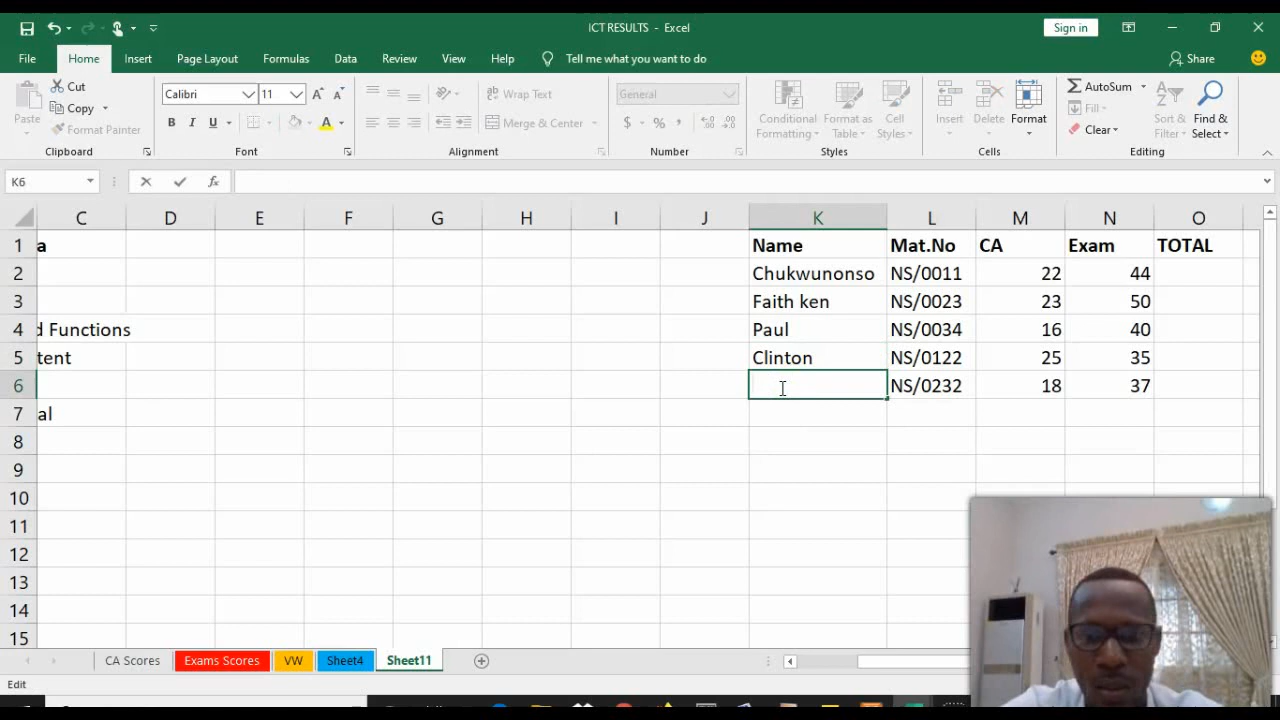 ICT RESULTS - Excel
Sign in
File Home Insert Page Layout Formulas Data Review View Help Tell me what you want to do Share
Paste
Cut
Copy
Format Painter
Clipboard
Calibri 11
B I U
Font
Wrap Text
Merge & Center
Alignment
General
$ % ,
Number
Conditional Formatting
Format as Table
Cell Styles
Styles
Insert
Delete
Format
Cells
AutoSum
Fill
Clear
Sort & Filter
Find & Select
Editing
K6 fx
C D E F G H I J K L M N O
1 a Name Mat.No CA Exam TOTAL
2 Chukwunonso NS/0011 22 44
3 Faith ken NS/0023 23 50
4 d Functions Paul NS/0034 16 40
5 tent Clinton NS/0122 25 35
6 NS/0232 18 37
7 al
8
9
10
11
12
13
14
15
CA Scores Exams Scores VW Sheet4 Sheet11
Edit